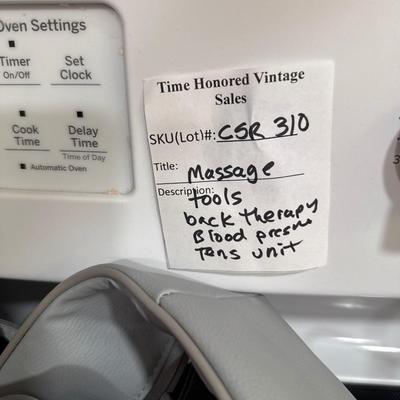 Oven Settings
Timer
On/Off
Set
Clock
Cook
Time
Delay
Time
Time of Day
Automatic Oven
Time Honored Vintage
Sales
SKU(Lot)#: CSR 310
Title: Massage
Description:
tools
back therapy
Blood pressure
Tens unit